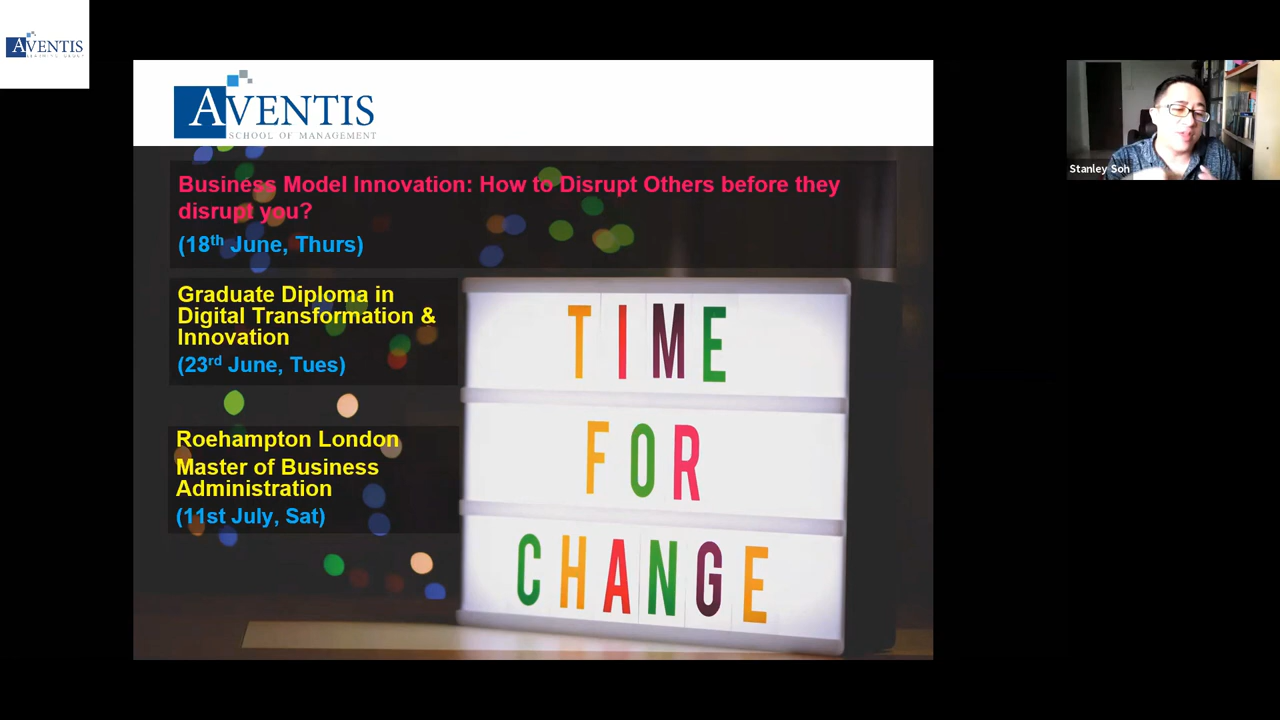 AVENTIS
AVENTIS
SCHOOL OF MANAGEMENT
Stanley Soh
Business Model Innovation: How to Disrupt Others before they
disrupt you?
(18th June, Thurs)
Graduate Diploma in
Digital Transformation &
Innovation
(23rd June, Tues)
Roehampton London
Master of Business
Administration
(11st July, Sat)
TIME
FOR
CHANGE